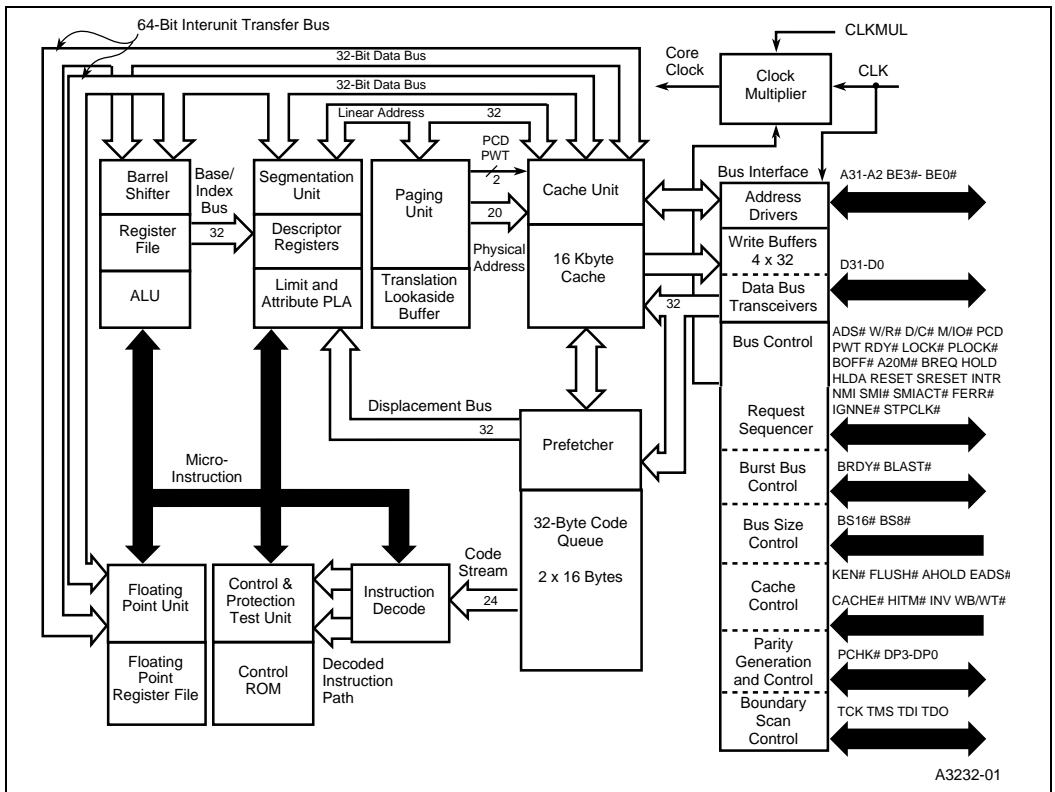 64-Bit Interunit Transfer Bus
32-Bit Data Bus
32-Bit Data Bus
Linear Address
32
Core
Clock
CLKMUL
Clock
Multiplier
CLK
PCD
PWT
2
Barrel
Shifter
Register
File
ALU
Base/
Index
Bus
32
Segmentation
Unit
Descriptor
Registers
Limit and
Attribute PLA
Paging
Unit
Translation
Lookaside
Buffer
20
Physical
Address
Cache Unit
16 Kbyte
Cache
32
Bus Interface
Address
Drivers
A31-A2 BE3#- BE0#
Write Buffers
4 x 32
Data Bus
Transceivers
D31-D0
Bus Control
ADS# W/R# D/C# M/IO# PCD
PWT RDY# LOCK# PLOCK#
BOFF# A20M# BREQ HOLD
HLDA RESET SRESET INTR
NMI SMI# SMIACT# FERR#
IGNNE# STPCLK#
Request
Sequencer
Displacement Bus
32
Prefetcher
Micro-
Instruction
32-Byte Code
Queue
2 x 16 Bytes
Burst Bus
Control
BRDY# BLAST#
Bus Size
Control
BS16# BS8#
Floating
Point Unit
Floating
Point
Register File
Control &
Protection
Test Unit
Control
ROM
Instruction
Decode
Decoded
Instruction
Path
Code
Stream
24
Cache
Control
KEN# FLUSH# AHOLD EADS#
CACHE# HITM# INV WB/WT#
Parity
Generation
and Control
PCHK# DP3-DP0
Boundary
Scan
Control
TCK TMS TDI TDO
A3232-01